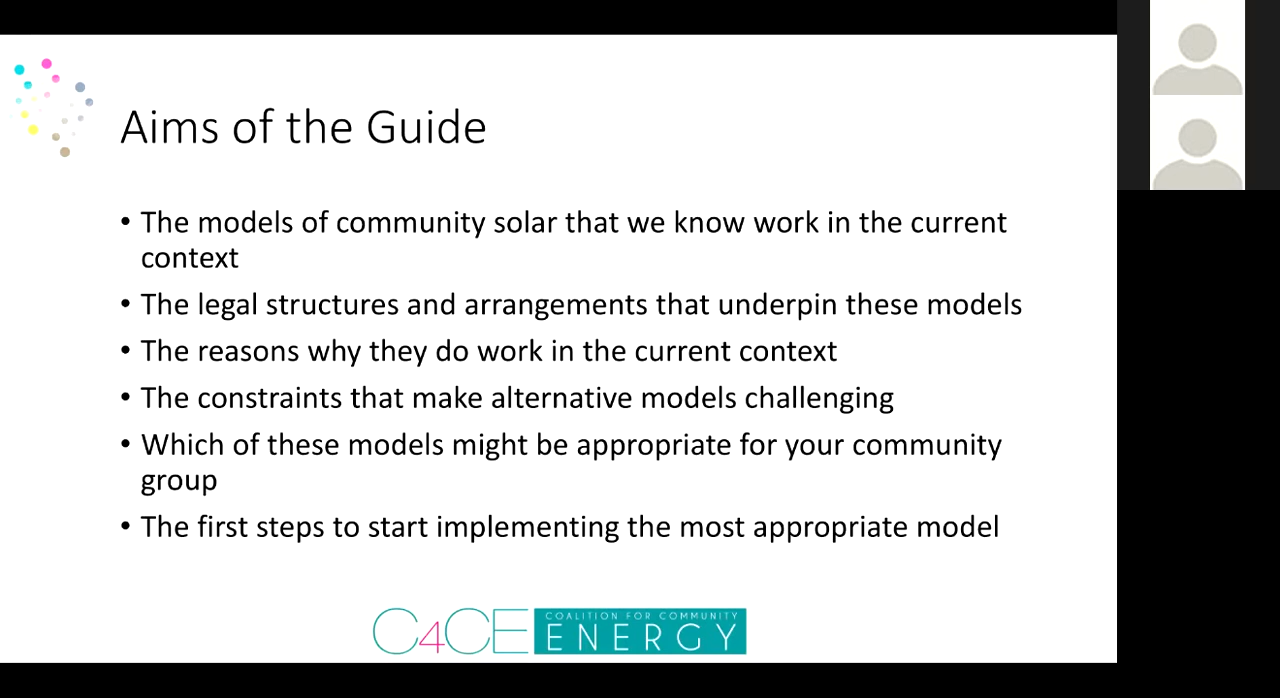 Aims of the Guide
• The models of community solar that we know work in the current
context
• The legal structures and arrangements that underpin these models
• The reasons why they do work in the current context
• The constraints that make alternative models challenging
• Which of these models might be appropriate for your community
group
• The first steps to start implementing the most appropriate model
C4CE
COALITION FOR COMMUNITY
ENERGY